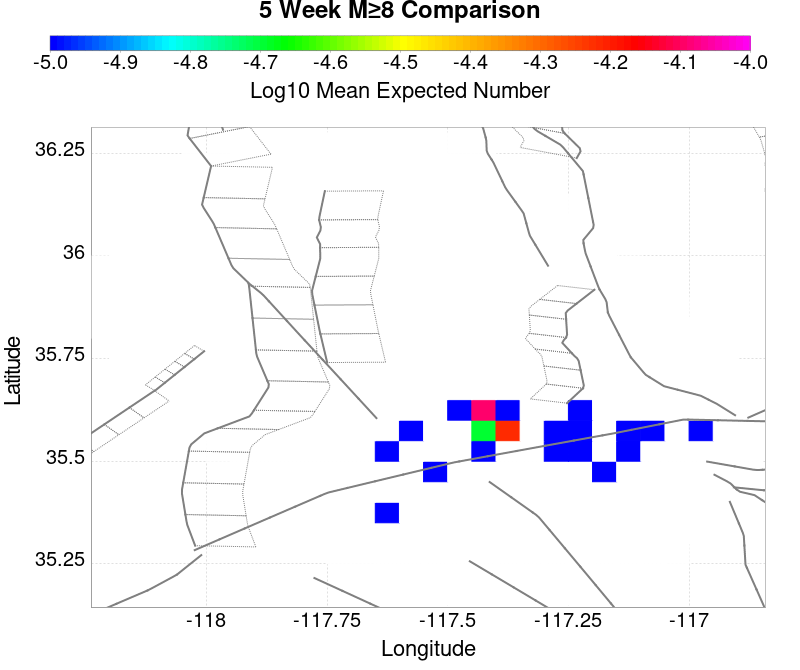 5 Week M≥8 Comparison
-5.0 -4.9 -4.8 -4.7 -4.6 -4.5 -4.4 -4.3 -4.2 -4.1 -4.0
Log10 Mean Expected Number
36.25
36
35.75
35.5
35.25
Latitude
-118 -117.75 -117.5 -117.25 -117
Longitude